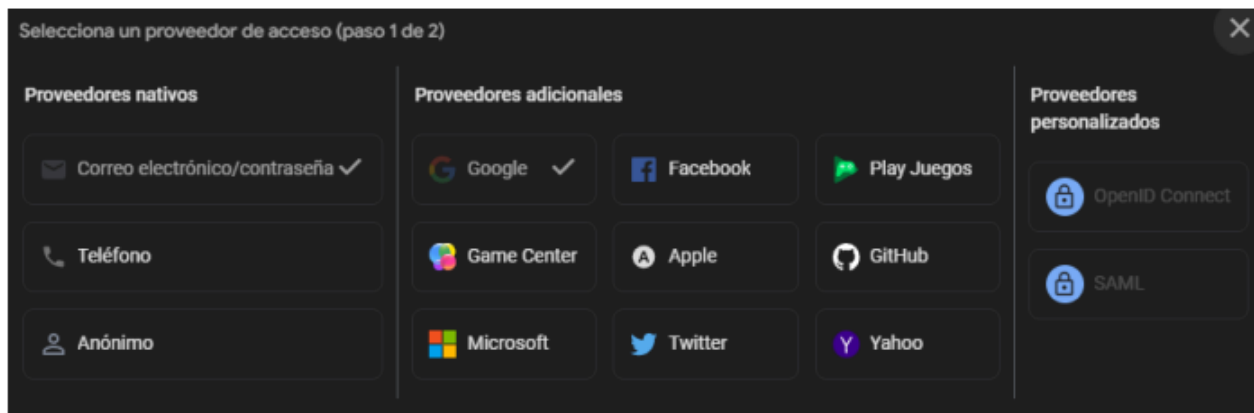 Selecciona un proveedor de acceso (paso 1 de 2)
Proveedores nativos
Correo electrónico/contraseña
Teléfono
Anónimo
Proveedores adicionales
Google
Facebook
Play Juegos
Game Center
Apple
GitHub
Microsoft
Twitter
Yahoo
Proveedores
personalizados
OpenID Connect
SAML